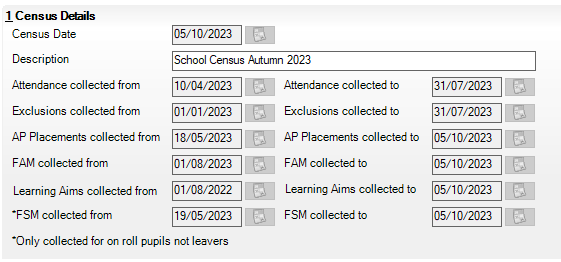 1 Census Details
Census Date 05/10/2023
Description School Census Autumn 2023
Attendance collected from 10/04/2023 Attendance collected to 31/07/2023
Exclusions collected from 01/01/2023 Exclusions collected to 31/07/2023
AP Placements collected from 18/05/2023 AP Placements collected to 05/10/2023
FAM collected from 01/08/2023 FAM collected to 05/10/2023
Learning Aims collected from 01/08/2022 Learning Aims collected to 05/10/2023
*FSM collected from 19/05/2023 FSM collected to 05/10/2023
*Only collected for on roll pupils not leavers